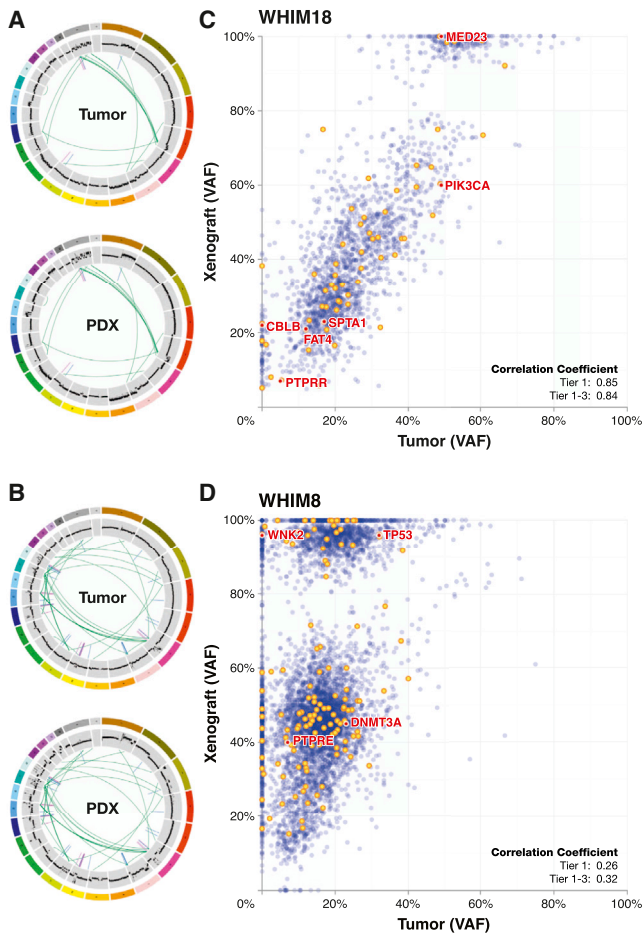 A
Tumor
PDX
C
WHIM18
Xenograft (VAF)
100%
80%
60%
40%
20%
0%
20%
40%
60%
80%
100%
Tumor (VAF)
MED23
PIK3CA
CBLB
SPTA1
FAT4
PTPRR
Correlation Coefficient
Tier 1: 0.85
Tier 1-3: 0.84
B
Tumor
PDX
D
WHIM8
Xenograft (VAF)
100%
80%
60%
40%
20%
0%
20%
40%
60%
80%
100%
Tumor (VAF)
WNK2
TP53
DNMT3A
PTPRE
Correlation Coefficient
Tier 1: 0.26
Tier 1-3: 0.32